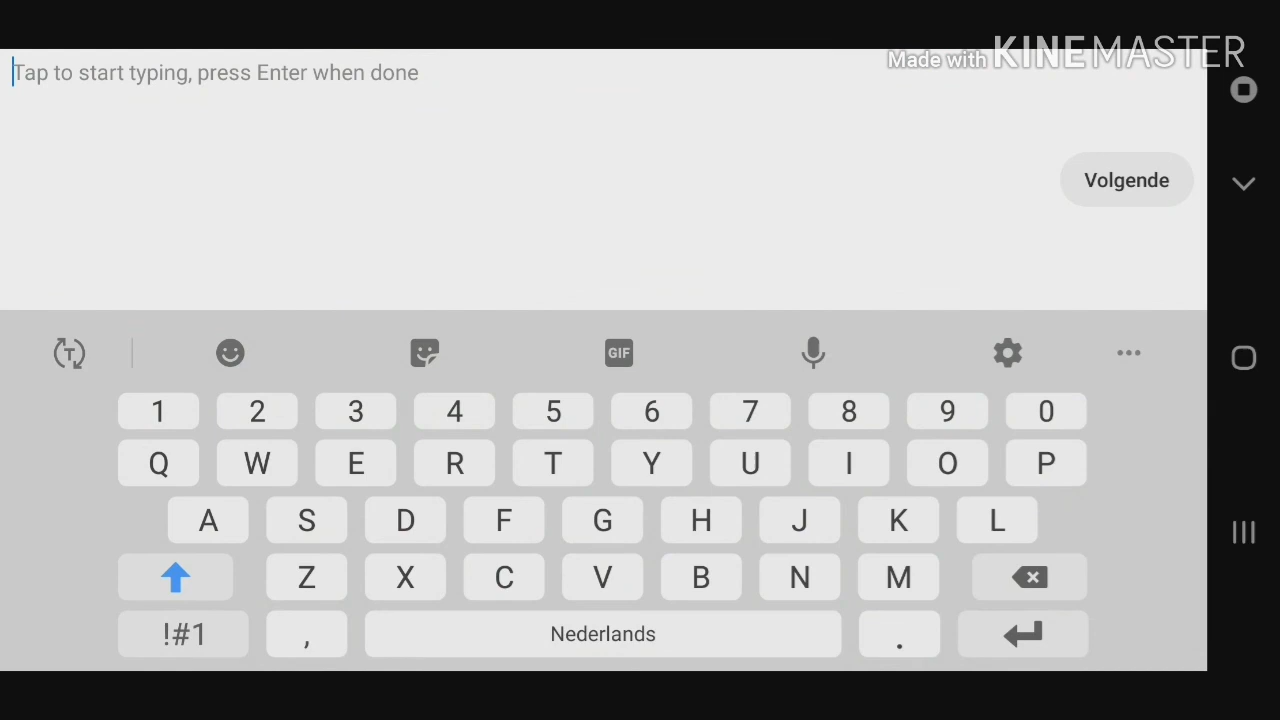 Made with KINEMASTER
Tap to start typing, press Enter when done
Volgende
GIF
1 2 3 4 5 6 7 8 9 0
Q W E R T Y U I O P
A S D F G H J K L
Z X C V B N M
!#1 , Nederlands .